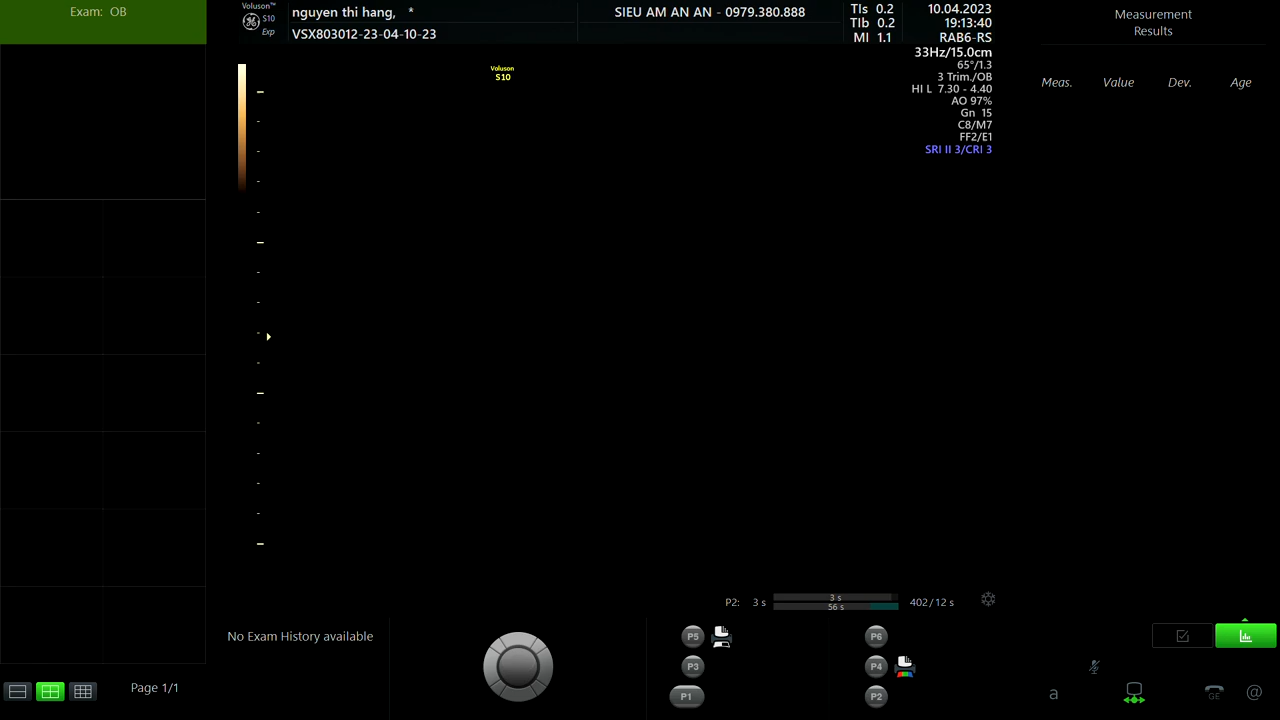 Exam: OB
Voluson™
S10
Exp
nguyen thi hang, *
VSX803012-23-04-10-23
SIEU AM AN AN - 0979.380.888
TIs 0.2
TIb 0.2
MI 1.1
10.04.2023
19:13:40
RAB6-RS
33Hz/15.0cm
65°/1.3
3 Trim./OB
HI L 7.30 - 4.40
AO 97%
Gn 15
C8/M7
FF2/E1
SRI II 3/CRI 3
Voluson
S10
Measurement
Results
Meas. Value Dev. Age
P2: 3 s
3 s
56 s
402/12 s
No Exam History available
P5
P3
P1
P6
P4
P2
Page 1/1
a
GE
@